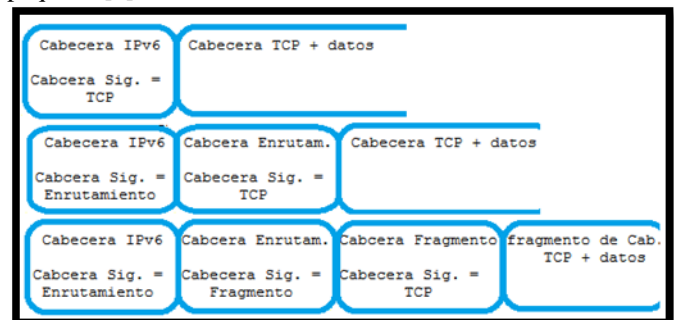 Cabecera IPv6
Cabcera Sig. =
TCP
Cabecera TCP + datos
Cabecera IPv6
Cabcera Sig. =
Enrutamiento
Cabcera Enrutam.
Cabecera Sig. =
TCP
Cabecera TCP + datos
Cabecera IPv6
Cabcera Sig. =
Enrutamiento
Cabcera Enrutam.
Cabecera Sig. =
Fragmento
Cabcera Fragmento
Cabecera Sig. =
TCP
fragmento de Cab.
TCP + datos